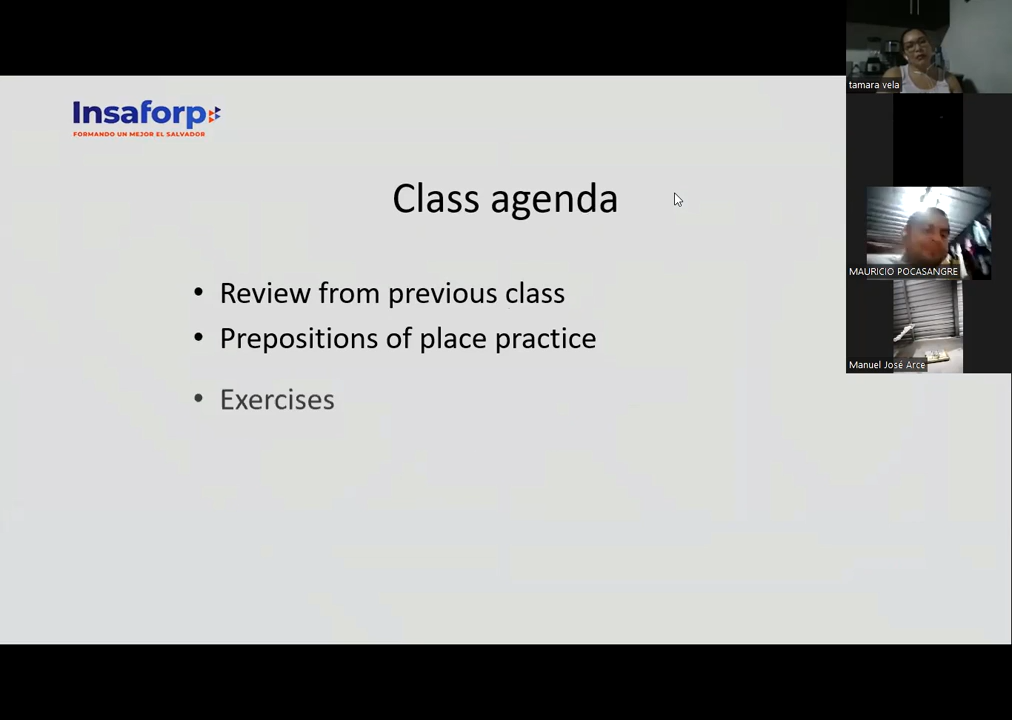 tamara vela
Insaforp
FORMANDO UN MEJOR EL SALVADOR
Class agenda
MAURICIO POCASANGRE
• Review from previous class
• Prepositions of place practice
Manuel José Arce
• Exercises